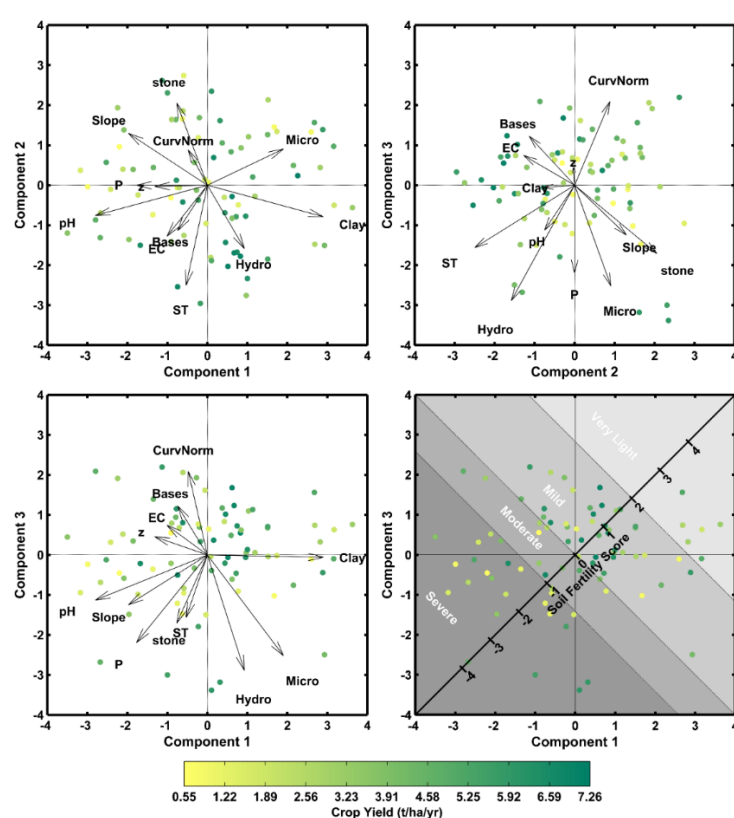 4
3
2
1
0
-1
-2
-3
-4
Component 2
stone
Slope
CurvNorm
Micro
P
z
pH
Clay
Bases
EC
Hydro
ST
-4 -3 -2 -1 0 1 2 3 4
Component 1
4
3
2
1
0
-1
-2
-3
-4
Component 3
CurvNorm
Bases
EC
z
Clay
pH
ST
Slope
stone
P
Micro
Hydro
-4 -3 -2 -1 0 1 2 3 4
Component 2
4
3
2
1
0
-1
-2
-3
-4
Component 3
CurvNorm
Bases
EC
z
Clay
pH
Slope
ST
stone
P
Micro
Hydro
-4 -3 -2 -1 0 1 2 3 4
Component 1
4
3
2
1
0
-1
-2
-3
-4
Component 3
Very Light
Mild
Moderate
Severe
Soil Fertility Score
-4 -3 -2 -1 0 1 2 3 4
-4 -3 -2 -1 0 1 2 3 4
Component 1
0.55 1.22 1.89 2.56 3.23 3.91 4.58 5.25 5.92 6.59 7.26
Crop Yield (t/ha/yr)